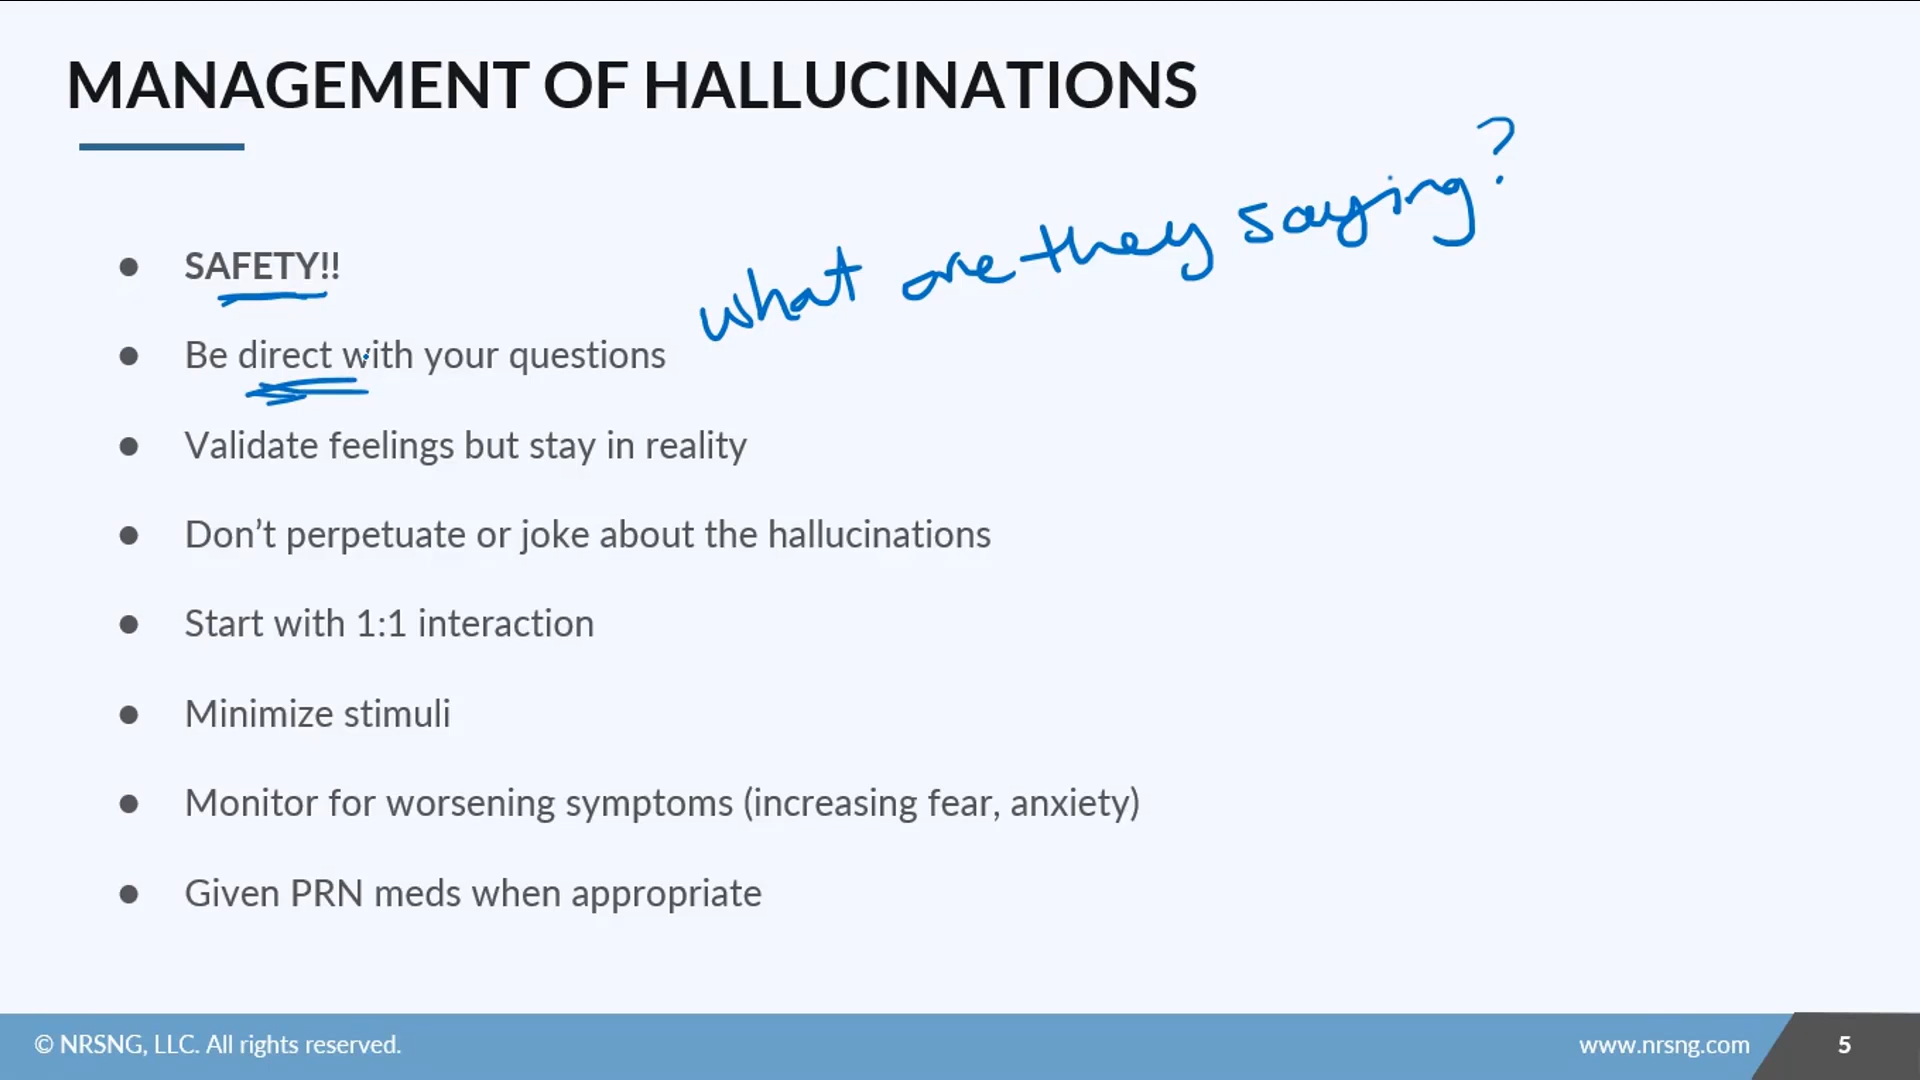 MANAGEMENT OF HALLUCINATIONS
● SAFETY!!
what are they saying?
● Be direct with your questions
● Validate feelings but stay in reality
● Don’t perpetuate or joke about the hallucinations
● Start with 1:1 interaction
● Minimize stimuli
● Monitor for worsening symptoms (increasing fear, anxiety)
● Given PRN meds when appropriate
© NRSNG, LLC. All rights reserved.
www.nrsng.com
5